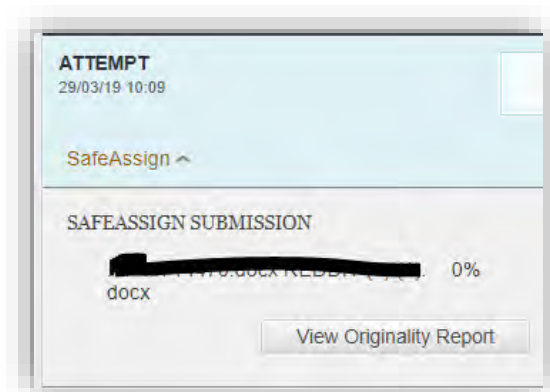 ATTEMPT
29/03/19 10:09
SafeAssign
SAFEASSIGN SUBMISSION
0%
docx
View Originality Report